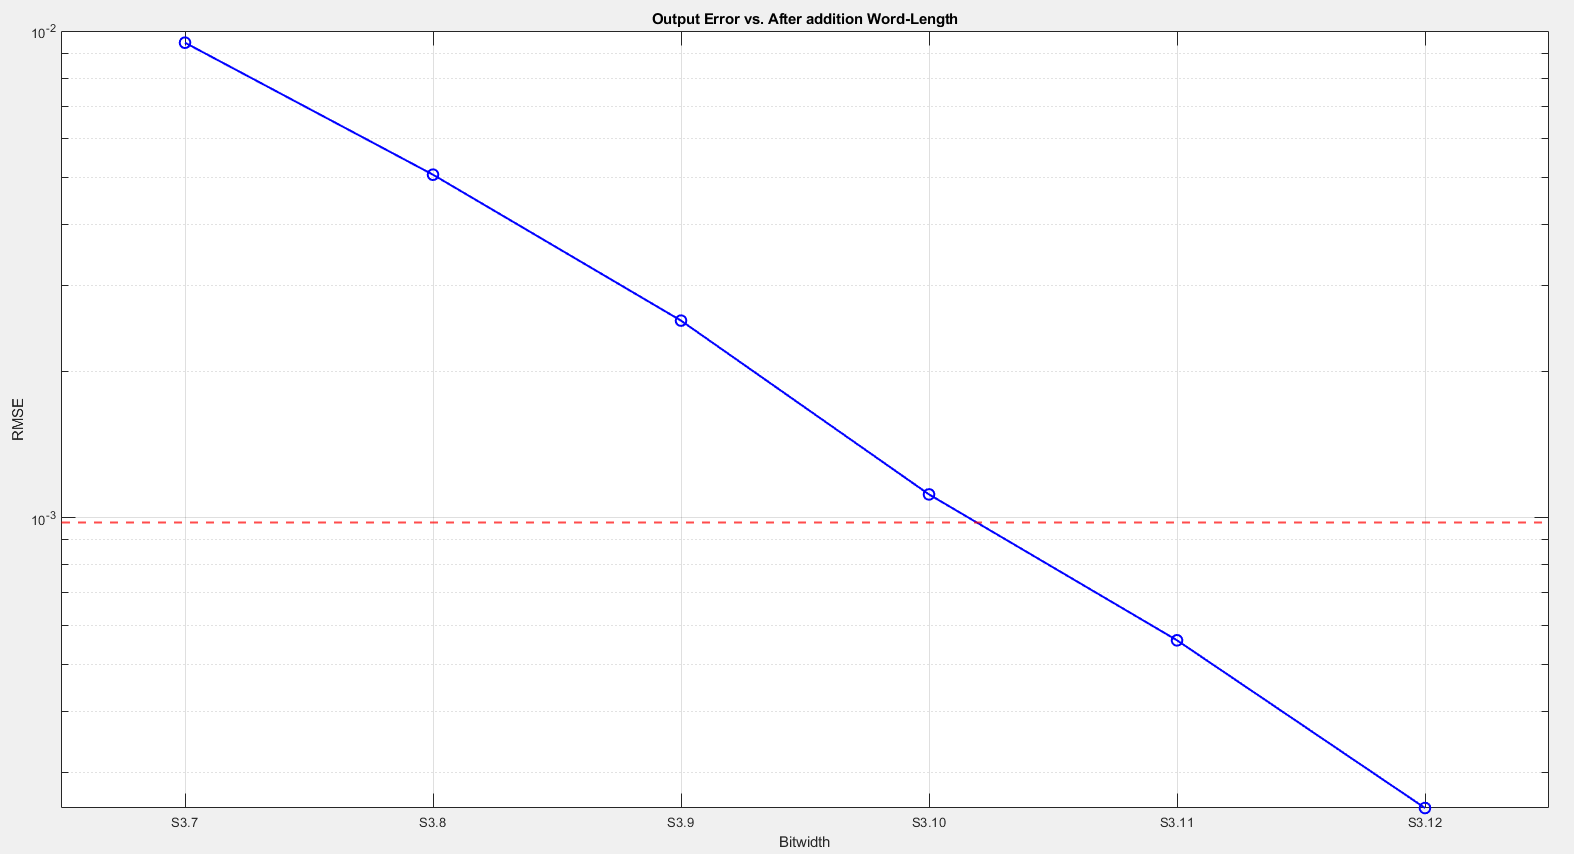 Output Error vs. After addition Word-Length
10^-2
10^-3
RMSE
S3.7 S3.8 S3.9 S3.10 S3.11 S3.12
Bitwidth